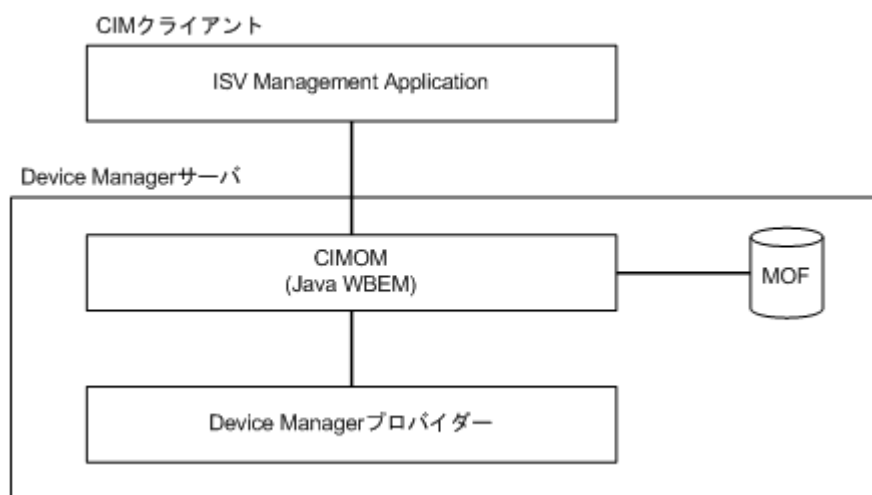 CIMクライアント
ISV Management Application
Device Managerサーバ
CIMOM
(Java WBEM)
MOF
Device Managerプロバイダー